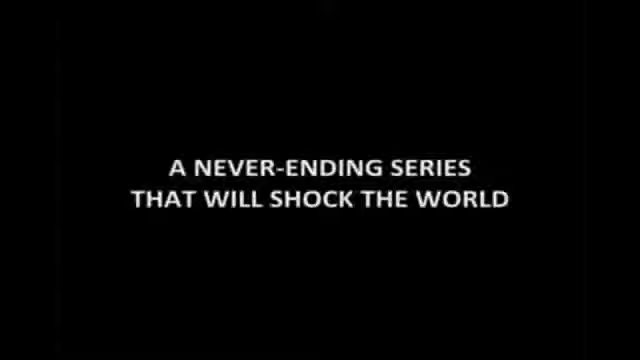 A NEVER-ENDING SERIES
THAT WILL SHOCK THE WORLD